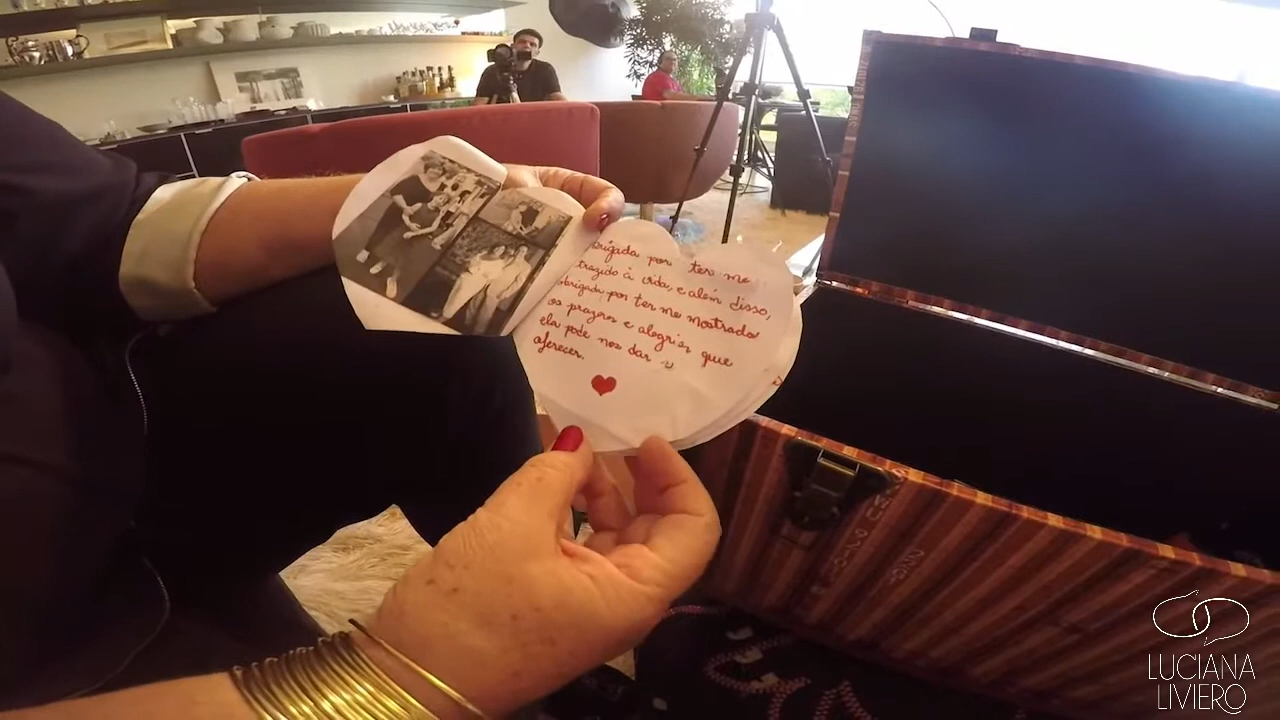 obrigada por ter me
trazido à vida, e além disso,
obrigada por ter me mostrado
os prazeres e alegrias que
ela pode nos dar e
oferecer.
LUCIANA
LIVIERO